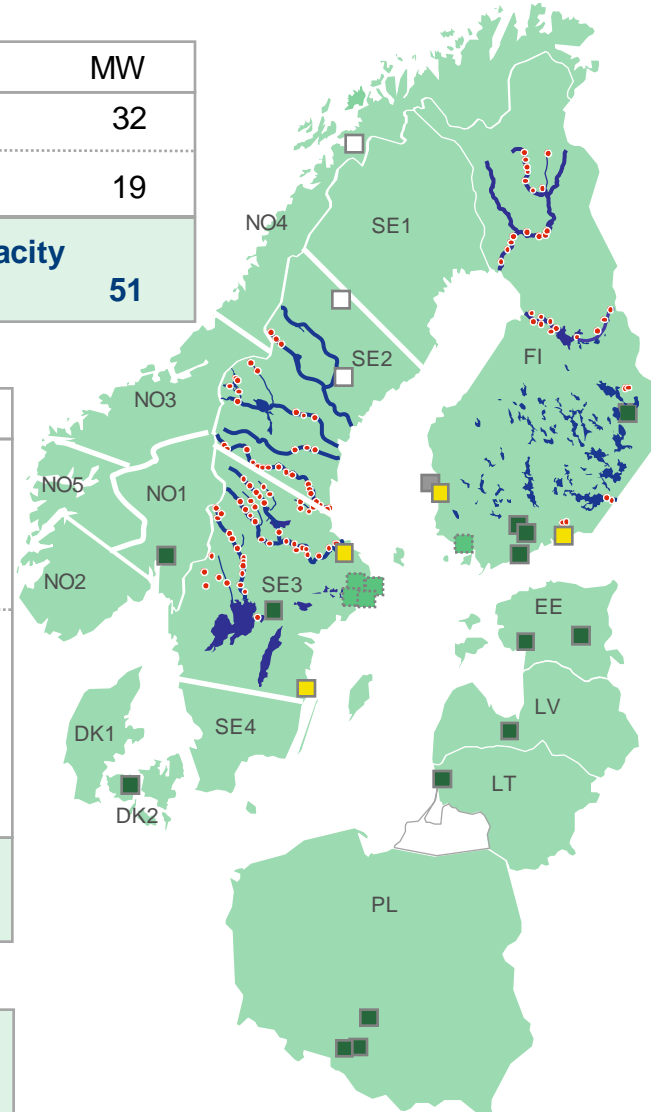 MW
32
19
acity
51
NO4
SE1
SE2
FI
NO3
NO5
NO1
NO2
SE3
EE
LV
SE4
DK1
LT
DK2
PL